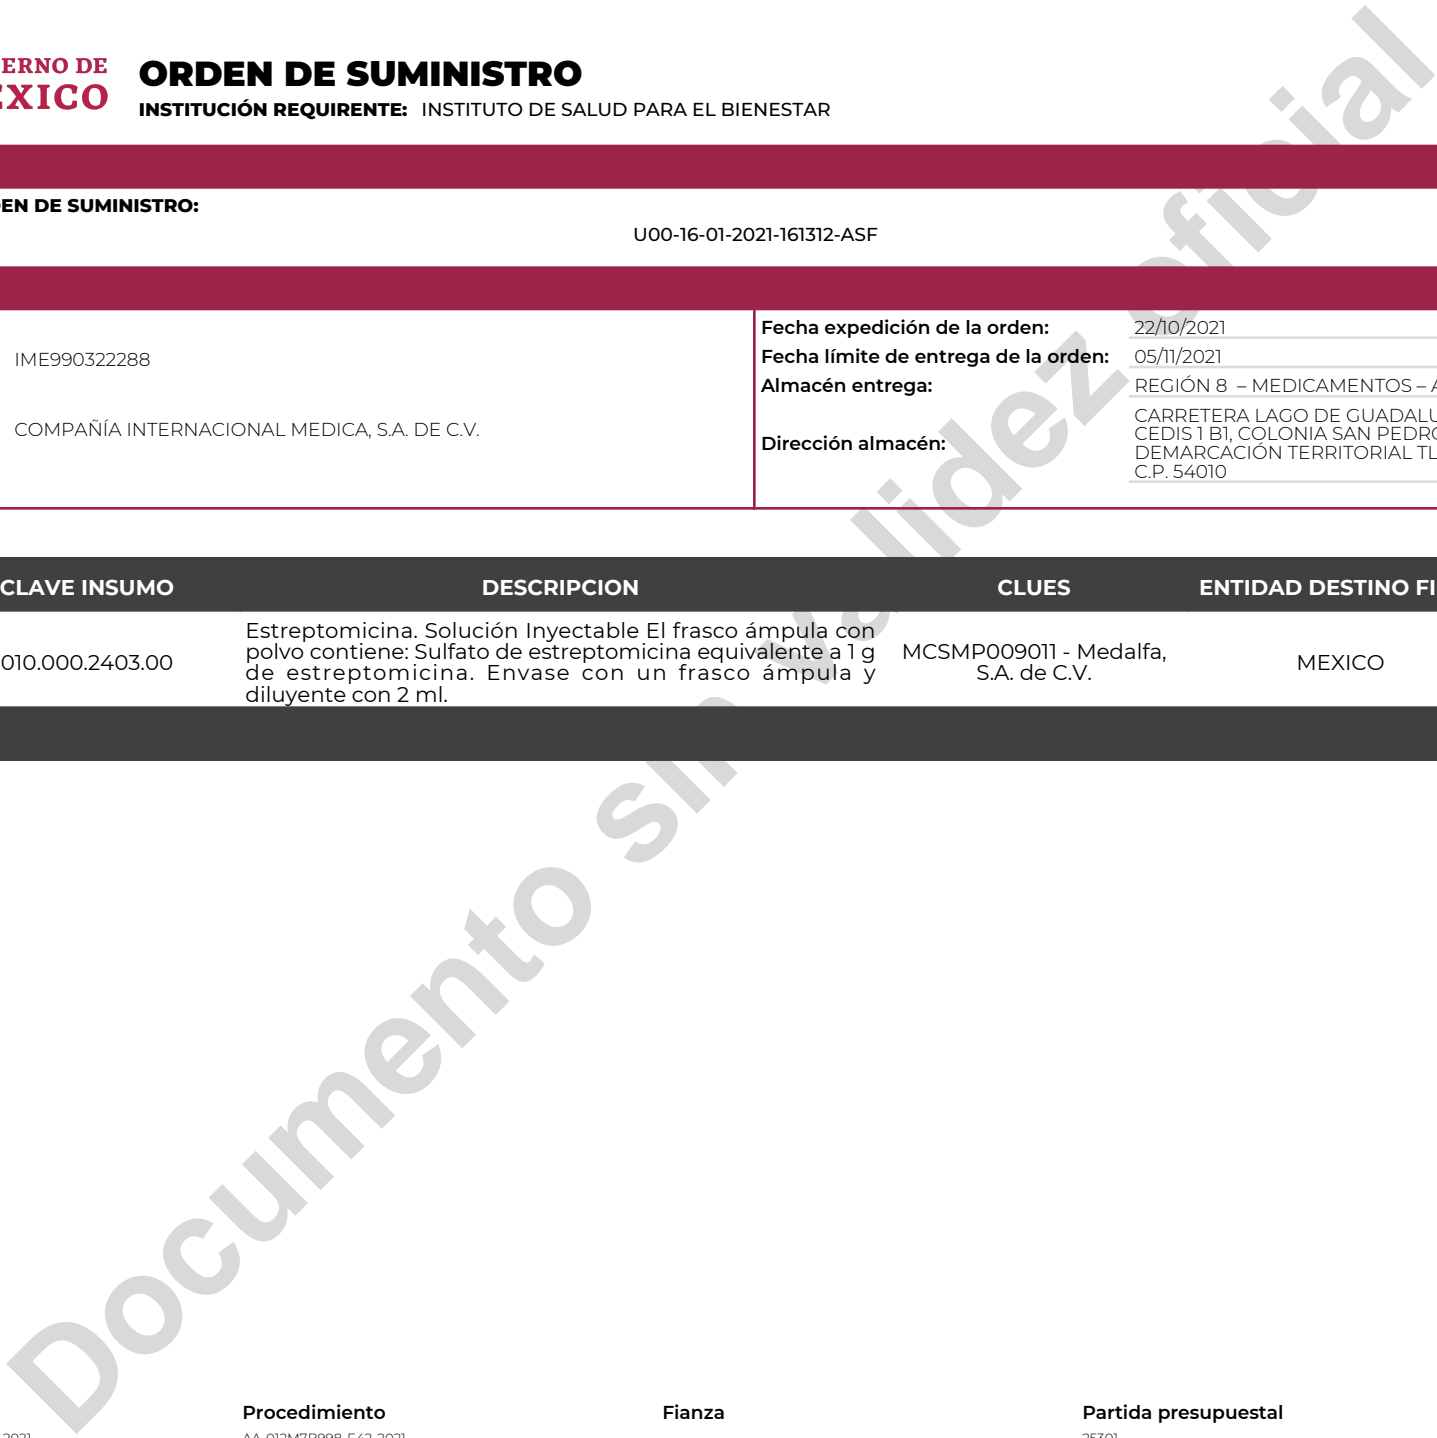 ORDEN DE SUMINISTRO
INSTITUCIÓN REQUIRENTE: INSTITUTO DE SALUD PARA EL BIENESTAR
ERNO DE
EXICO
EN DE SUMINISTRO:
U00-16-01-2021-161312-ASF
IME990322288
COMPAÑÍA INTERNACIONAL MEDICA, S.A. DE C.V.
Fecha expedición de la orden: 22/10/2021
Fecha límite de entrega de la orden: 05/11/2021
Almacén entrega: REGIÓN 8 – MEDICAMENTOS – A
Dirección almacén:
CARRETERA LAGO DE GUADALU
CEDIS 1 B1, COLONIA SAN PEDRO
DEMARCACIÓN TERRITORIAL TL
C.P. 54010
CLAVE INSUMO DESCRIPCION CLUES ENTIDAD DESTINO FI
010.000.2403.00
Estreptomicina. Solución Inyectable El frasco ámpula con
polvo contiene: Sulfato de estreptomicina equivalente a 1 g
de estreptomicina. Envase con un frasco ámpula y
diluyente con 2 ml.
MCSMP009011 - Medalfa,
S.A. de C.V.
MEXICO
Documento sin validez oficial
Procedimiento Fianza Partida presupuestal